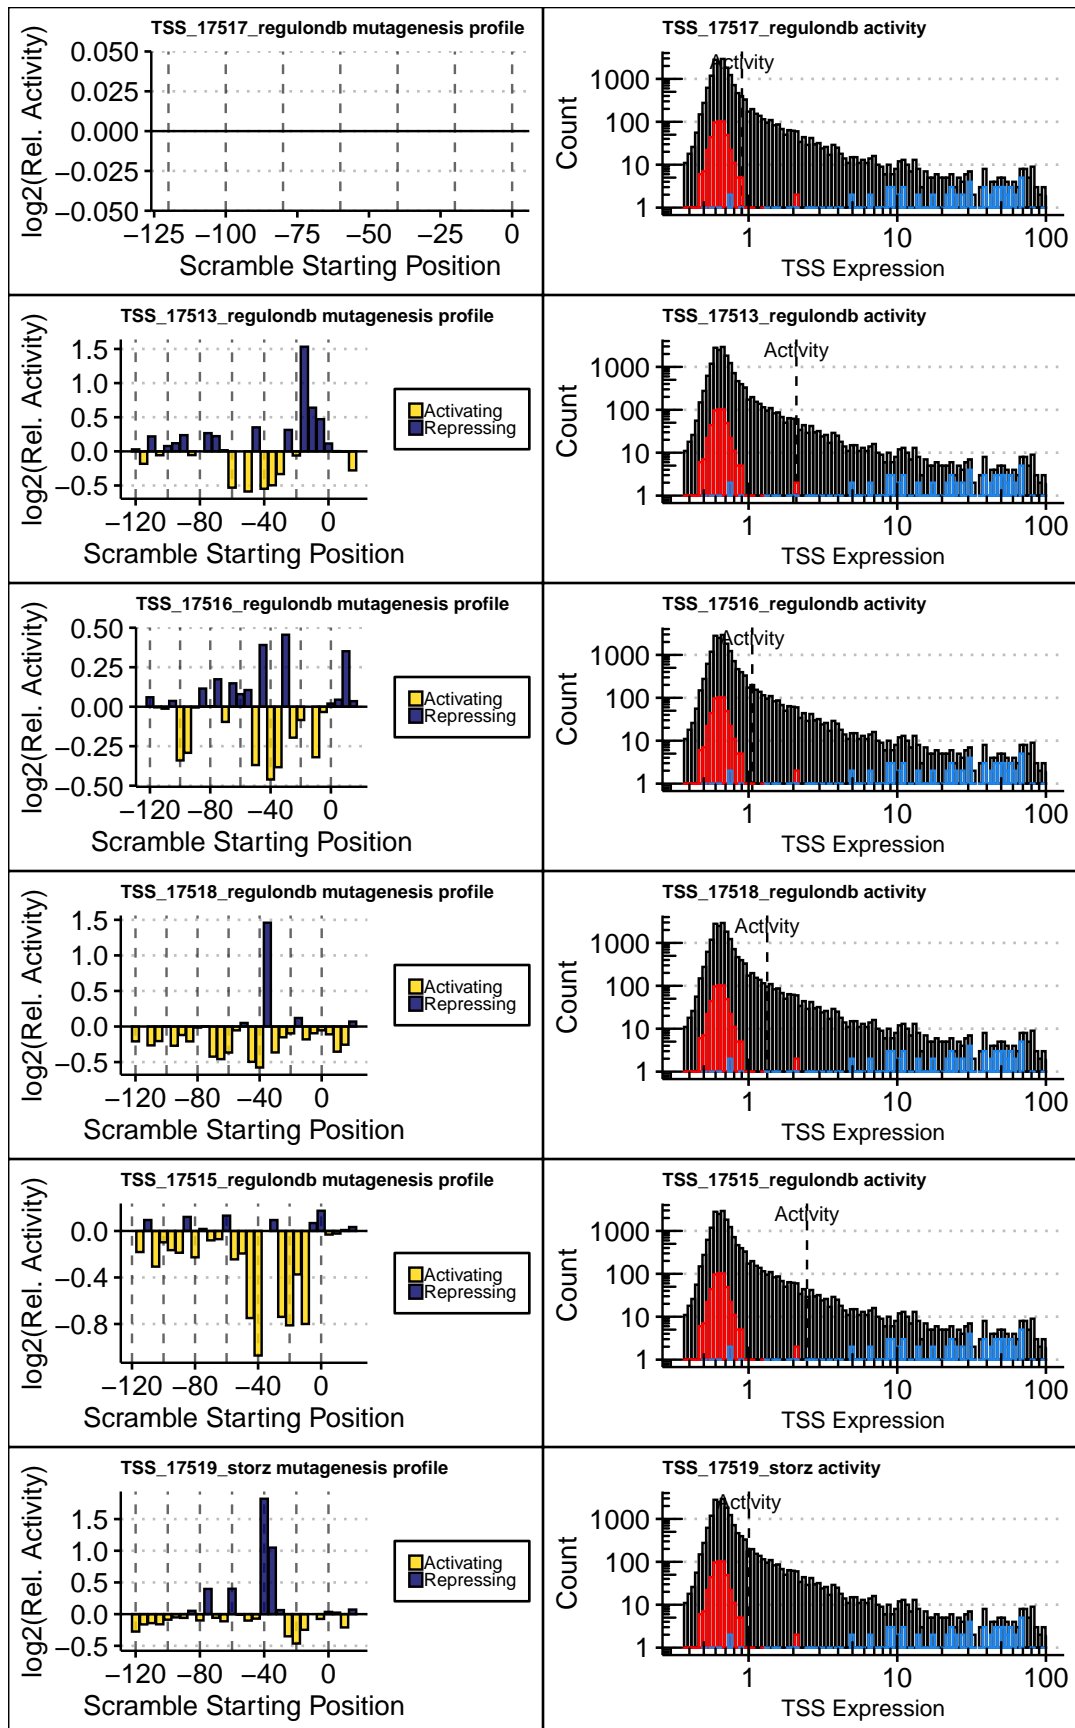 TSS_17517_regulondb mutagenesis profile
log2(Rel. Activity)
0.050
0.025
0.000
−0.025
−0.050
−125 −100 −75 −50 −25 0
Scramble Starting Position
TSS_17517_regulondb activity
Activity
Count
1000
100
10
1
1 10 100
TSS Expression
TSS_17513_regulondb mutagenesis profile
log2(Rel. Activity)
1.5
1.0
0.5
0.0
−0.5
−120 −80 −40 0
Scramble Starting Position
Activating
Repressing
TSS_17513_regulondb activity
Activity
Count
1000
100
10
1
1 10 100
TSS Expression
TSS_17516_regulondb mutagenesis profile
log2(Rel. Activity)
0.50
0.25
0.00
−0.25
−0.50
−120 −80 −40 0
Scramble Starting Position
Activating
Repressing
TSS_17516_regulondb activity
Activity
Count
1000
100
10
1
1 10 100
TSS Expression
TSS_17518_regulondb mutagenesis profile
log2(Rel. Activity)
1.5
1.0
0.5
0.0
−0.5
−120 −80 −40 0
Scramble Starting Position
Activating
Repressing
TSS_17518_regulondb activity
Activity
Count
1000
100
10
1
1 10 100
TSS Expression
TSS_17515_regulondb mutagenesis profile
log2(Rel. Activity)
0.0
−0.4
−0.8
−120 −80 −40 0
Scramble Starting Position
Activating
Repressing
TSS_17515_regulondb activity
Activity
Count
1000
100
10
1
1 10 100
TSS Expression
TSS_17519_storz mutagenesis profile
log2(Rel. Activity)
1.5
1.0
0.5
0.0
−0.5
−120 −80 −40 0
Scramble Starting Position
Activating
Repressing
TSS_17519_storz activity
Activity
Count
1000
100
10
1
1 10 100
TSS Expression